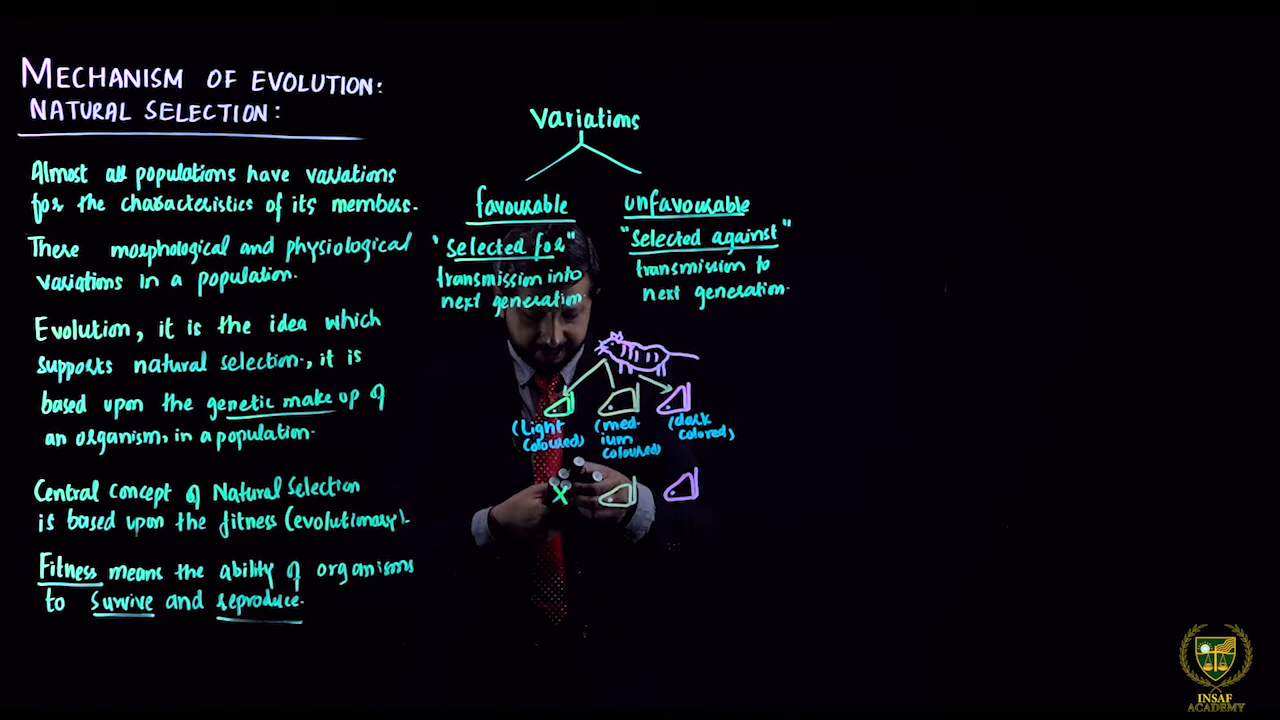 MECHANISM OF EVOLUTION:
NATURAL SELECTION:
Almost all populations have variations
for the characteristics of its members.
There morphological and physiological
variations in a population.
Evolution, it is the idea which
supports natural selection, it is
based upon the genetic make up of
an organism, in a population.
Central concept of Natural Selection
is based upon the fitness (evolutionary).
Fitness means the ability of organisms
to survive and reproduce.
Variations
favourable
"Selected for"
transmission into
next generation
unfavourable
"Selected against"
transmission to
next generation.
(Light
coloured)
(med-
ium
coloured)
(dark
colored)
X
INSAF
ACADEMY